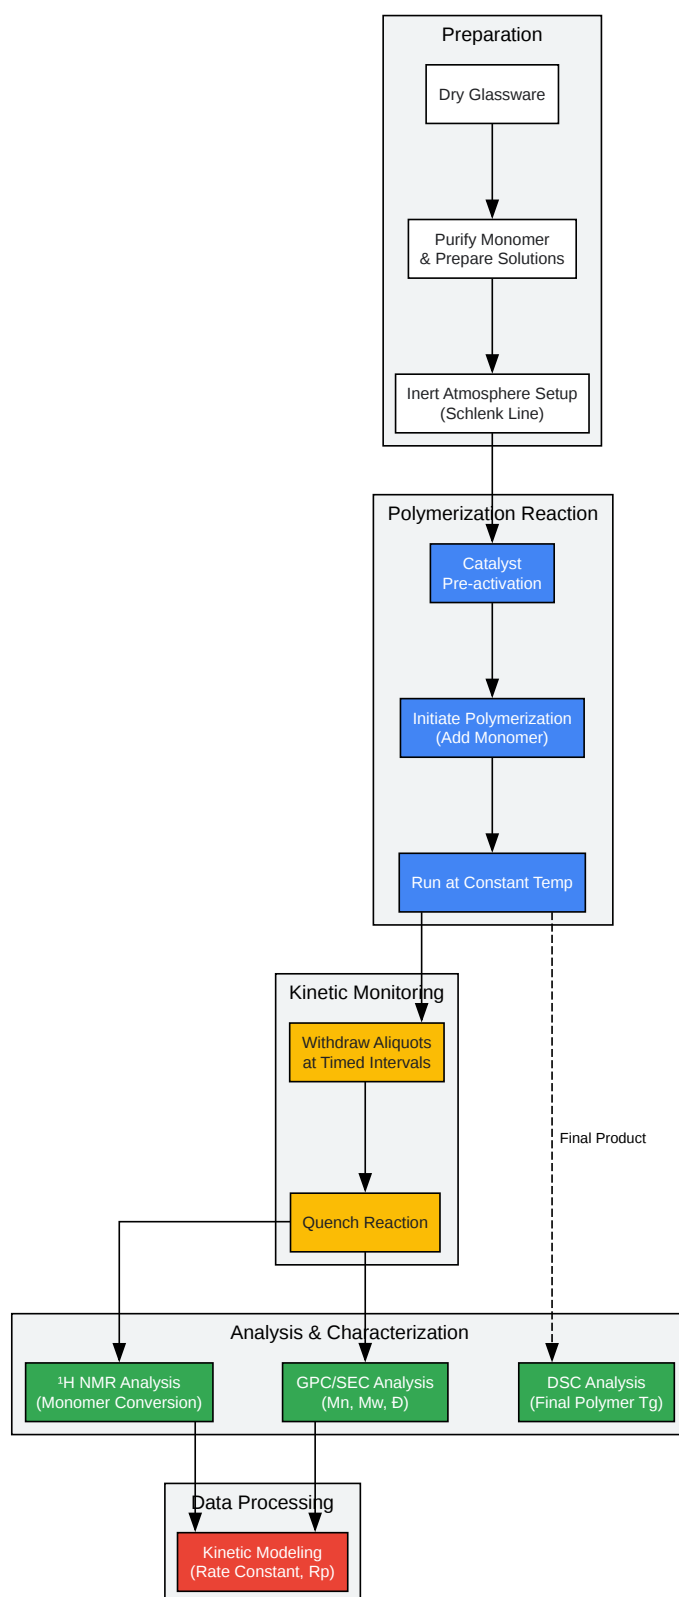 Preparation
Dry Glassware
Purify Monomer
& Prepare Solutions
Inert Atmosphere Setup
(Schlenk Line)
Polymerization Reaction
Catalyst
Pre-activation
Initiate Polymerization
(Add Monomer)
Run at Constant Temp
Kinetic Monitoring
Withdraw Aliquots
at Timed Intervals
Final Product
Quench Reaction
Analysis & Characterization
¹H NMR Analysis
(Monomer Conversion)
GPC/SEC Analysis
(Mn, Mw, Đ)
DSC Analysis
(Final Polymer Tg)
Data Processing
Kinetic Modeling
(Rate Constant, Rp)